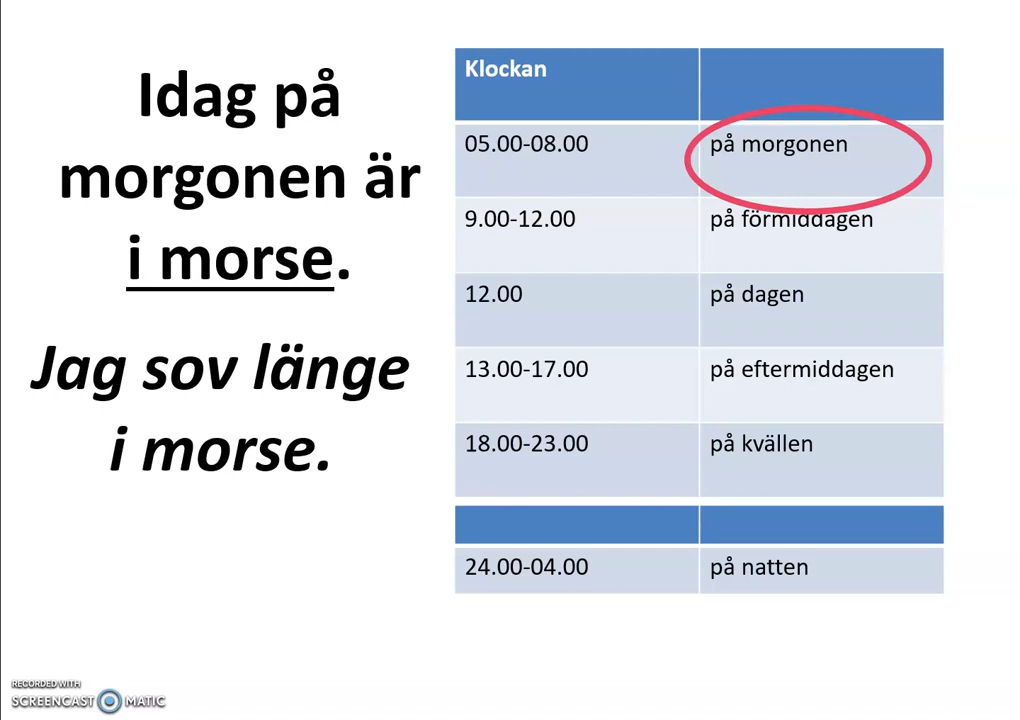 Idag på
morgonen är
i morse.
Jag sov länge
i morse.
Klockan
05.00-08.00 på morgonen
9.00-12.00 på förmiddagen
12.00 på dagen
13.00-17.00 på eftermiddagen
18.00-23.00 på kvällen
24.00-04.00 på natten
RECORDED WITH
SCREENCAST MATIC